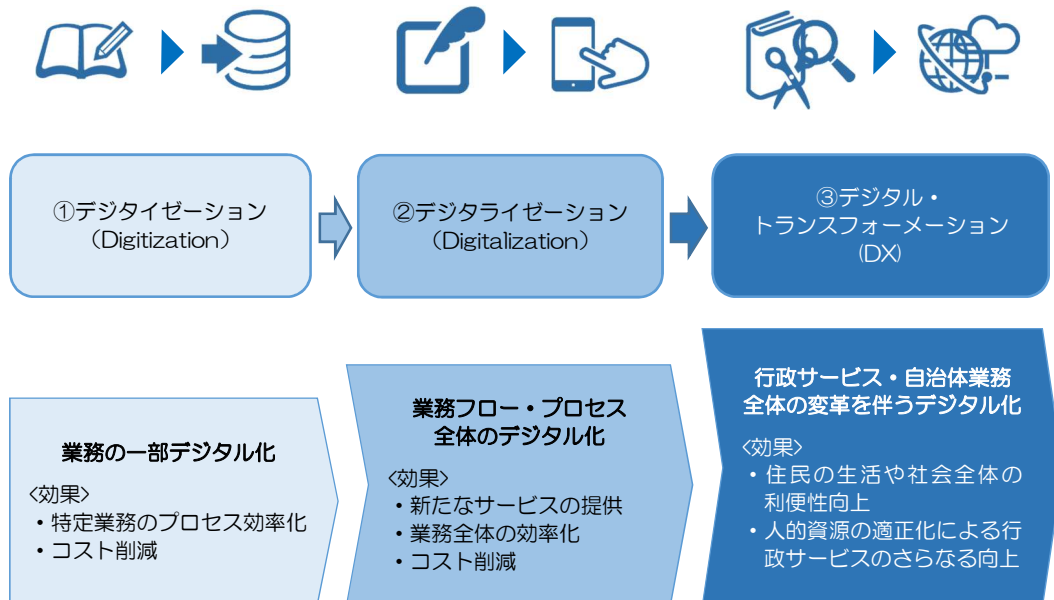 ①デジタイゼーション
(Digitization)
②デジタライゼーション
(Digitalization)
③デジタル・
トランスフォーメーション
(DX)
業務の一部デジタル化
<効果>
・特定業務のプロセス効率化
・コスト削減
業務フロー・プロセス
全体のデジタル化
<効果>
・新たなサービスの提供
・業務全体の効率化
・コスト削減
行政サービス・自治体業務
全体の変革を伴うデジタル化
<効果>
・住民の生活や社会全体の
利便性向上
・人的資源の適正化による行
政サービスのさらなる向上